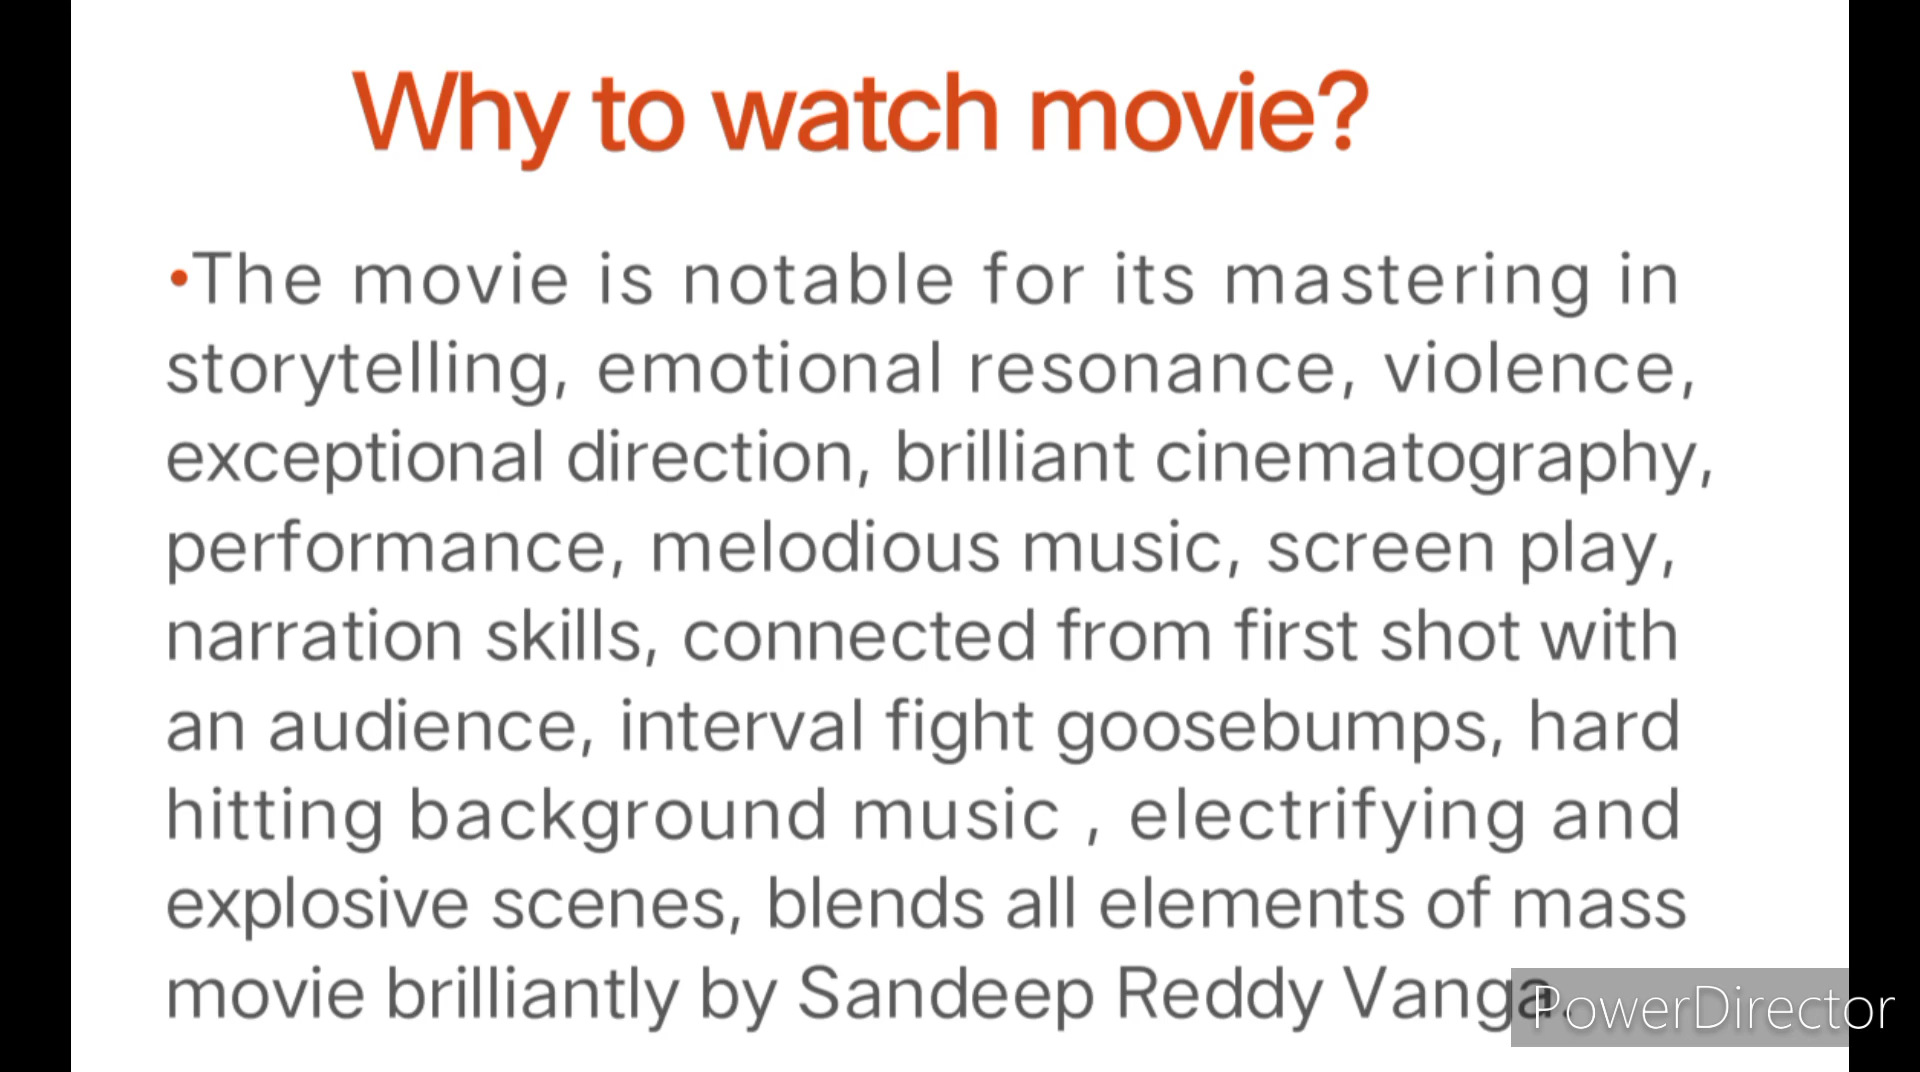 Why to watch movie?
•The movie is notable for its mastering in
storytelling, emotional resonance, violence,
exceptional direction, brilliant cinematography,
performance, melodious music, screen play,
narration skills, connected from first shot with
an audience, interval fight goosebumps, hard
hitting background music , electrifying and
explosive scenes, blends all elements of mass
movie brilliantly by Sandeep Reddy Vanga.
PowerDirector